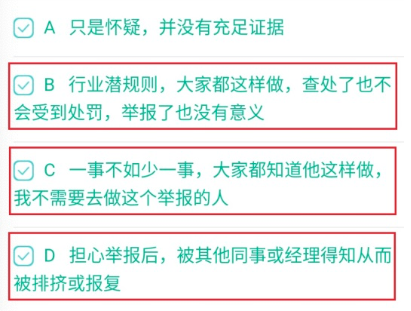 A 只是怀疑，并没有充足证据
B 行业潜规则，大家都这样做，查处了也不
会受到处罚，举报了也没有意义
C 一事不如少一事，大家都知道他这样做，
我不需要去做这个举报的人
D 担心举报后，被其他同事或经理得知从而
被排挤或报复